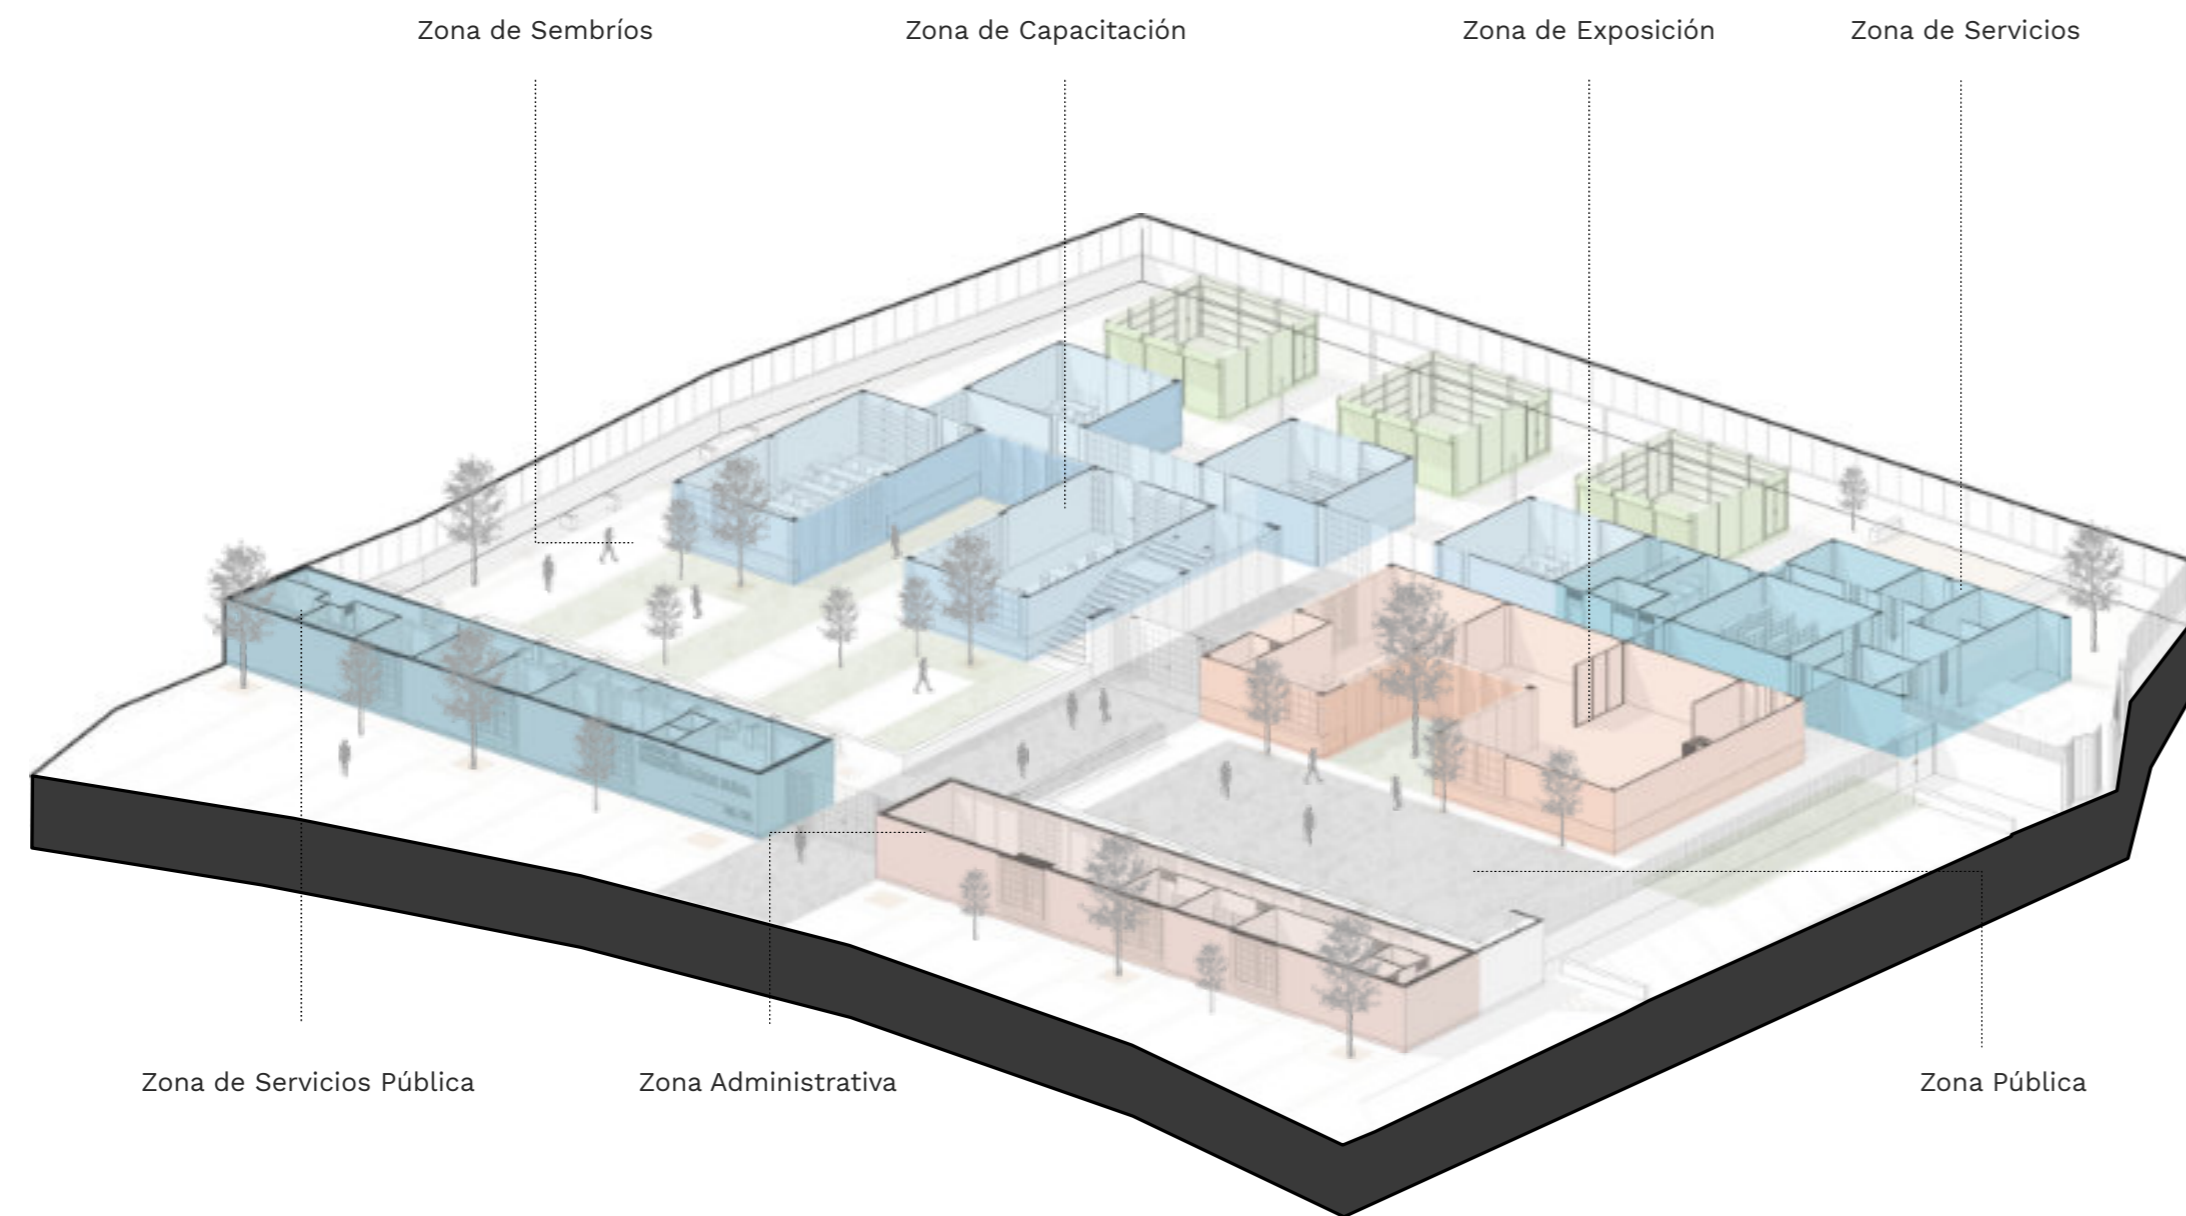 Zona de Sembríos
Zona de Capacitación
Zona de Exposición
Zona de Servicios
Zona de Servicios Pública
Zona Administrativa
Zona Pública